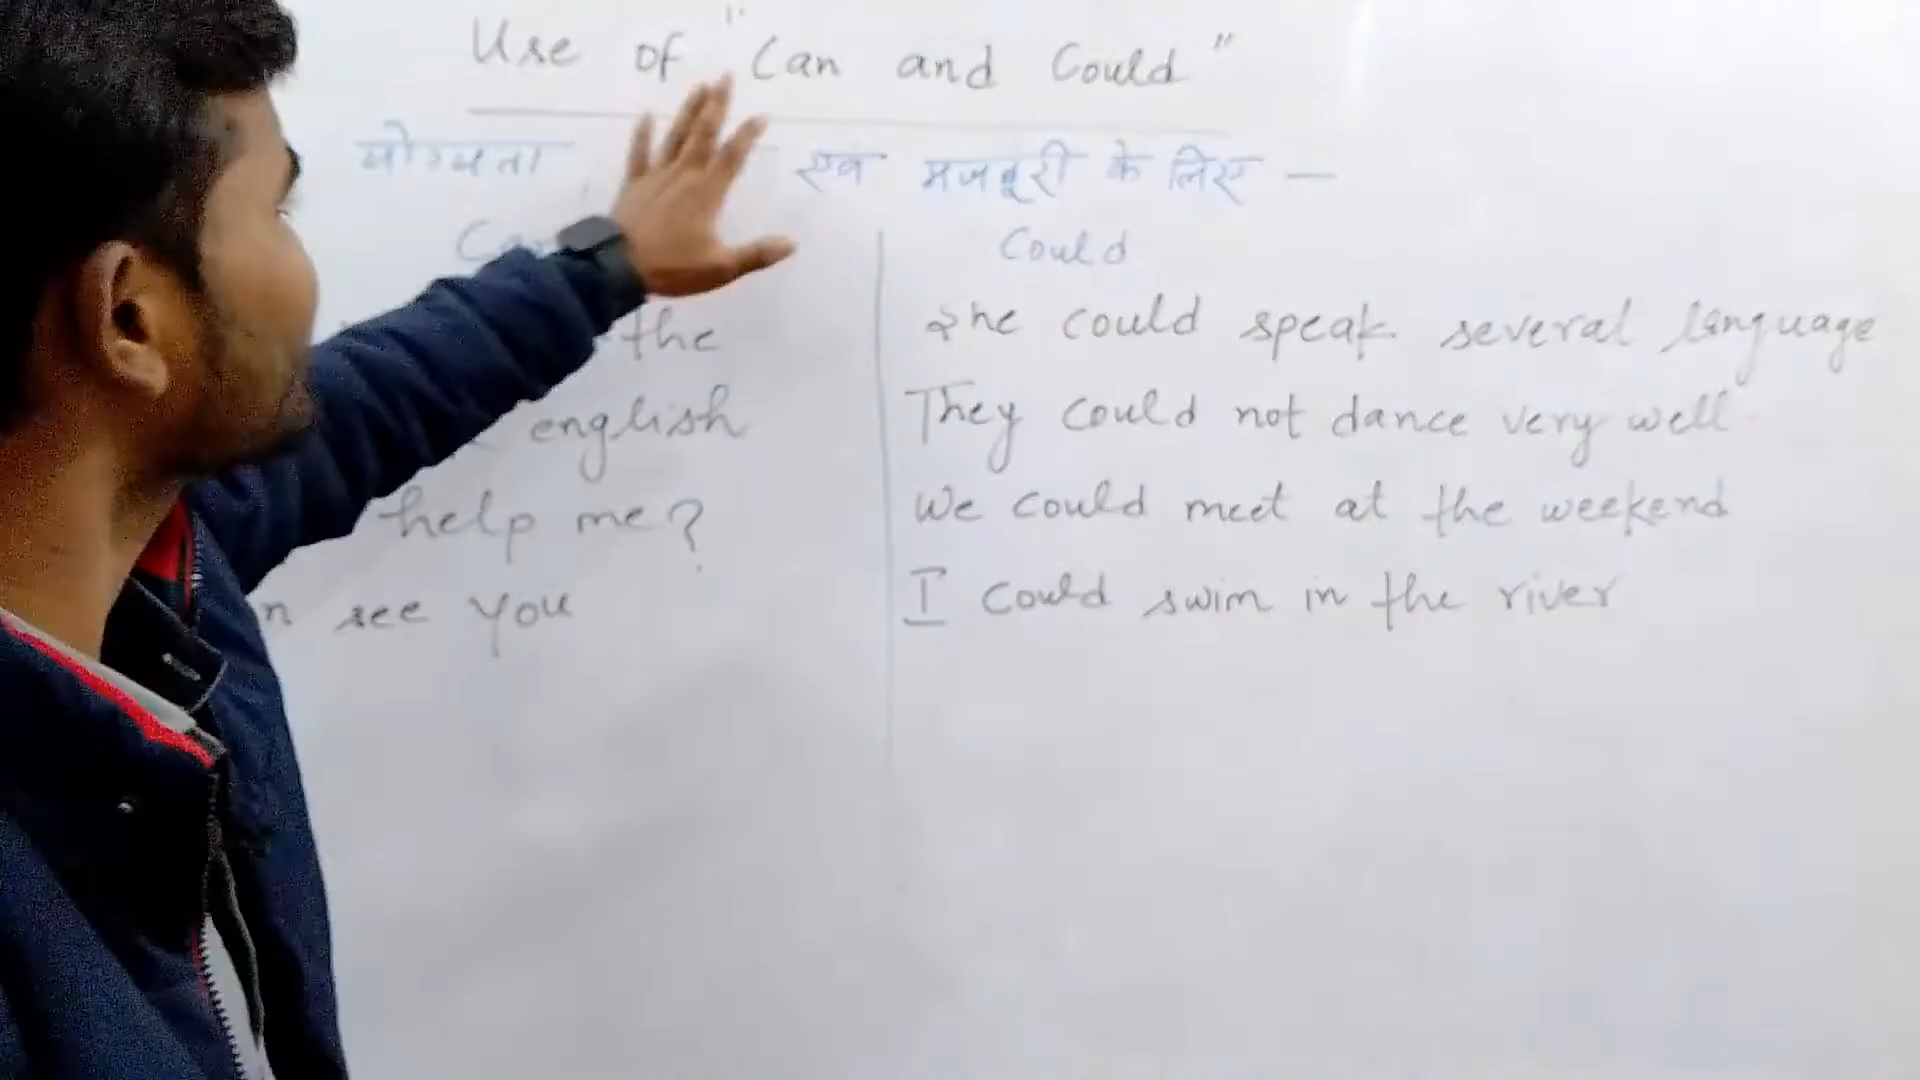 Use of "Can and Could"
योग्यता एवं मजबूरी के लिए —
Could
the
She could speak several language
english
They could not dance very well
help me?
We could meet at the weekend
see you
I could swim in the river